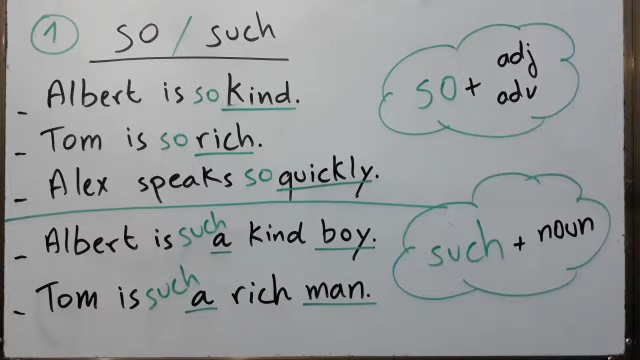 1 so / such
- Albert is so kind.
- Tom is so rich.
- Alex speaks so quickly.
so + adj
adv
- Albert is such a kind boy.
- Tom is such a rich man.
such + noun